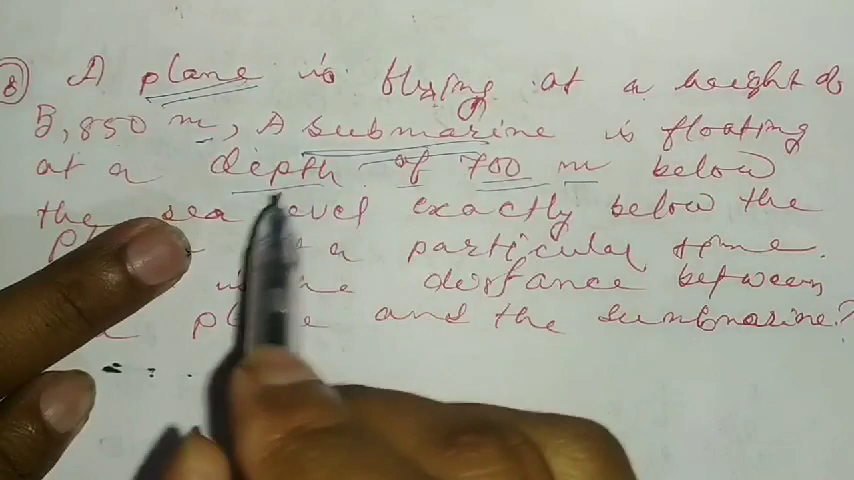 8 A plane is flying at a height of
5,850 m, A submarine is floating
at a depth of 700 m below
the sea level exactly below the
a particular time.
distance between
and the sumbmarine?